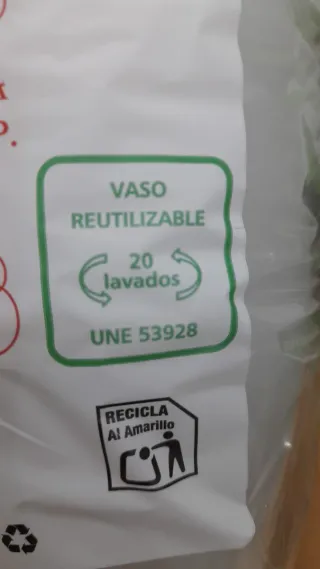 VASO
REUTILIZABLE
20
lavados
UNE 53928
RECICLA
Al Amarillo